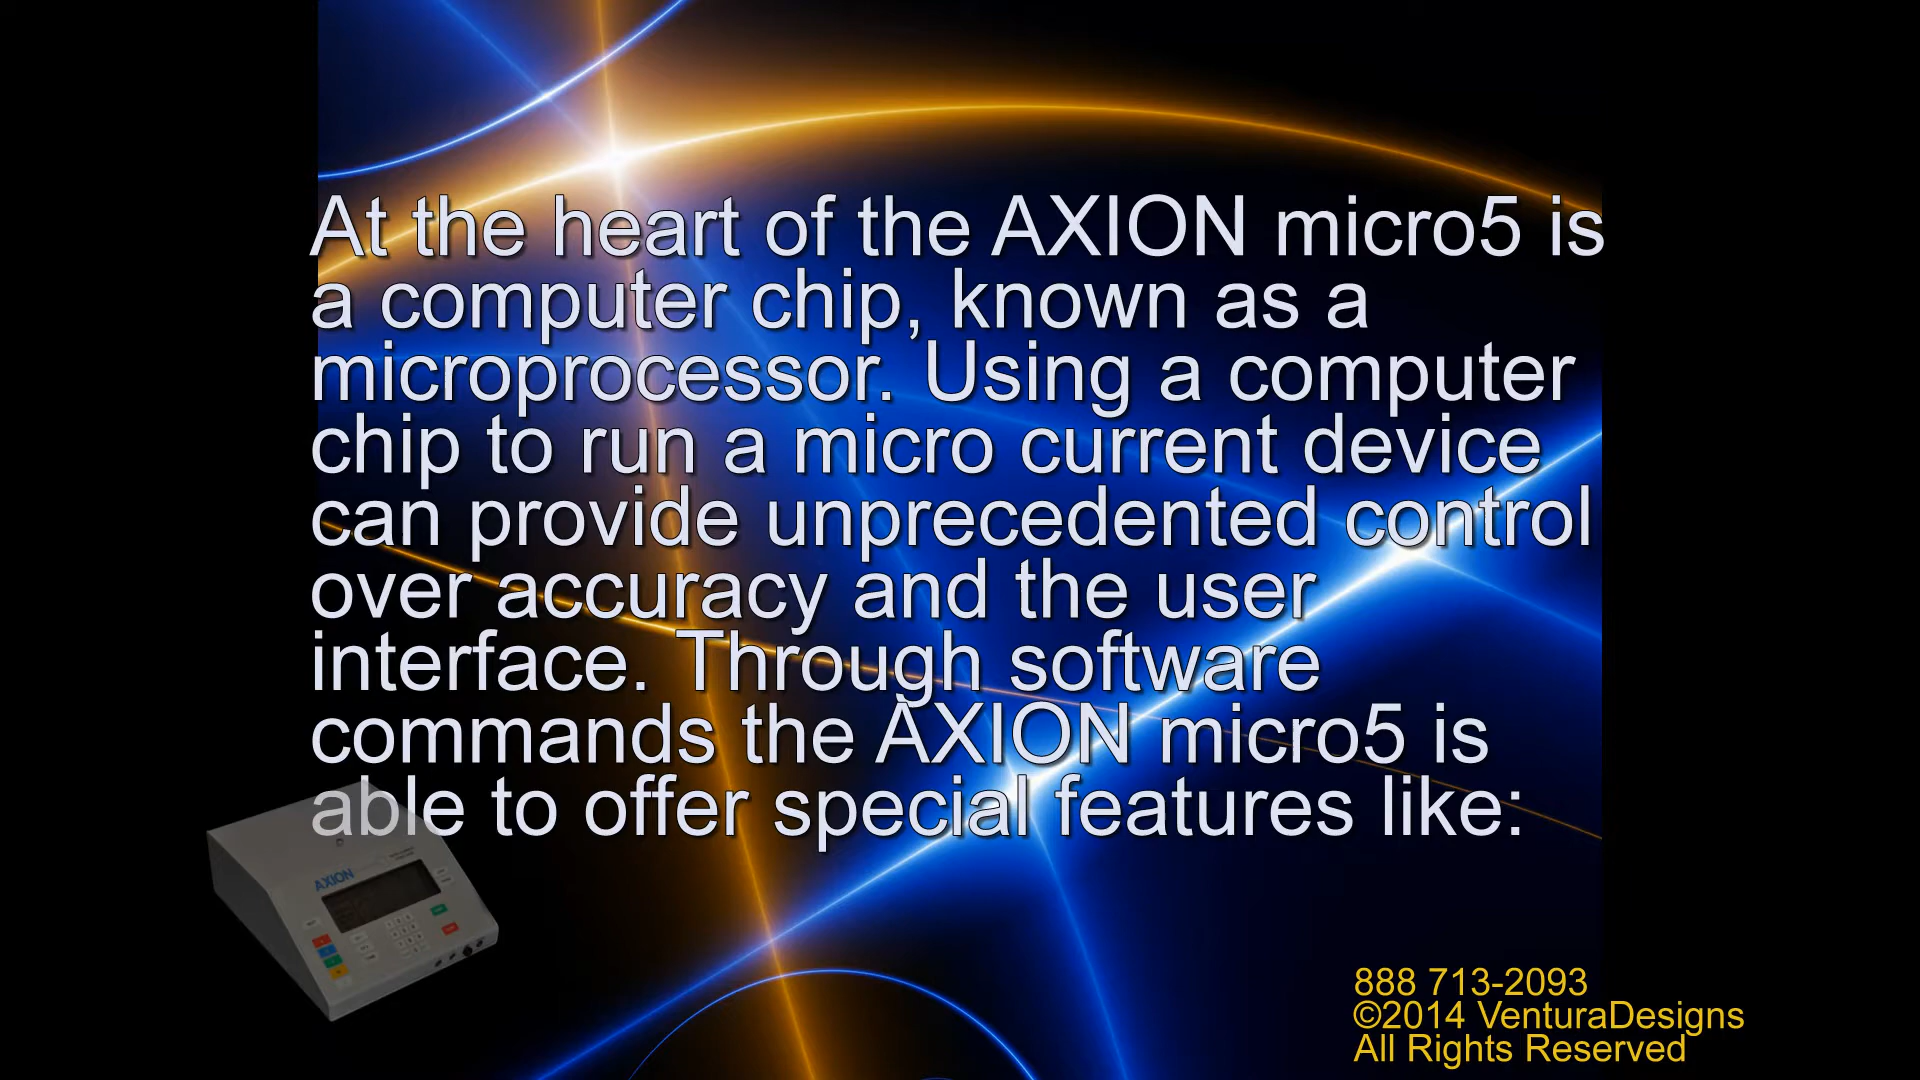 At the heart of the AXION micro5 is
a computer chip, known as a
microprocessor. Using a computer
chip to run a micro current device
can provide unprecedented control
over accuracy and the user
interface. Through software
commands the AXION micro5 is
able to offer special features like:
AXION
888 713-2093
©2014 VenturaDesigns
All Rights Reserved